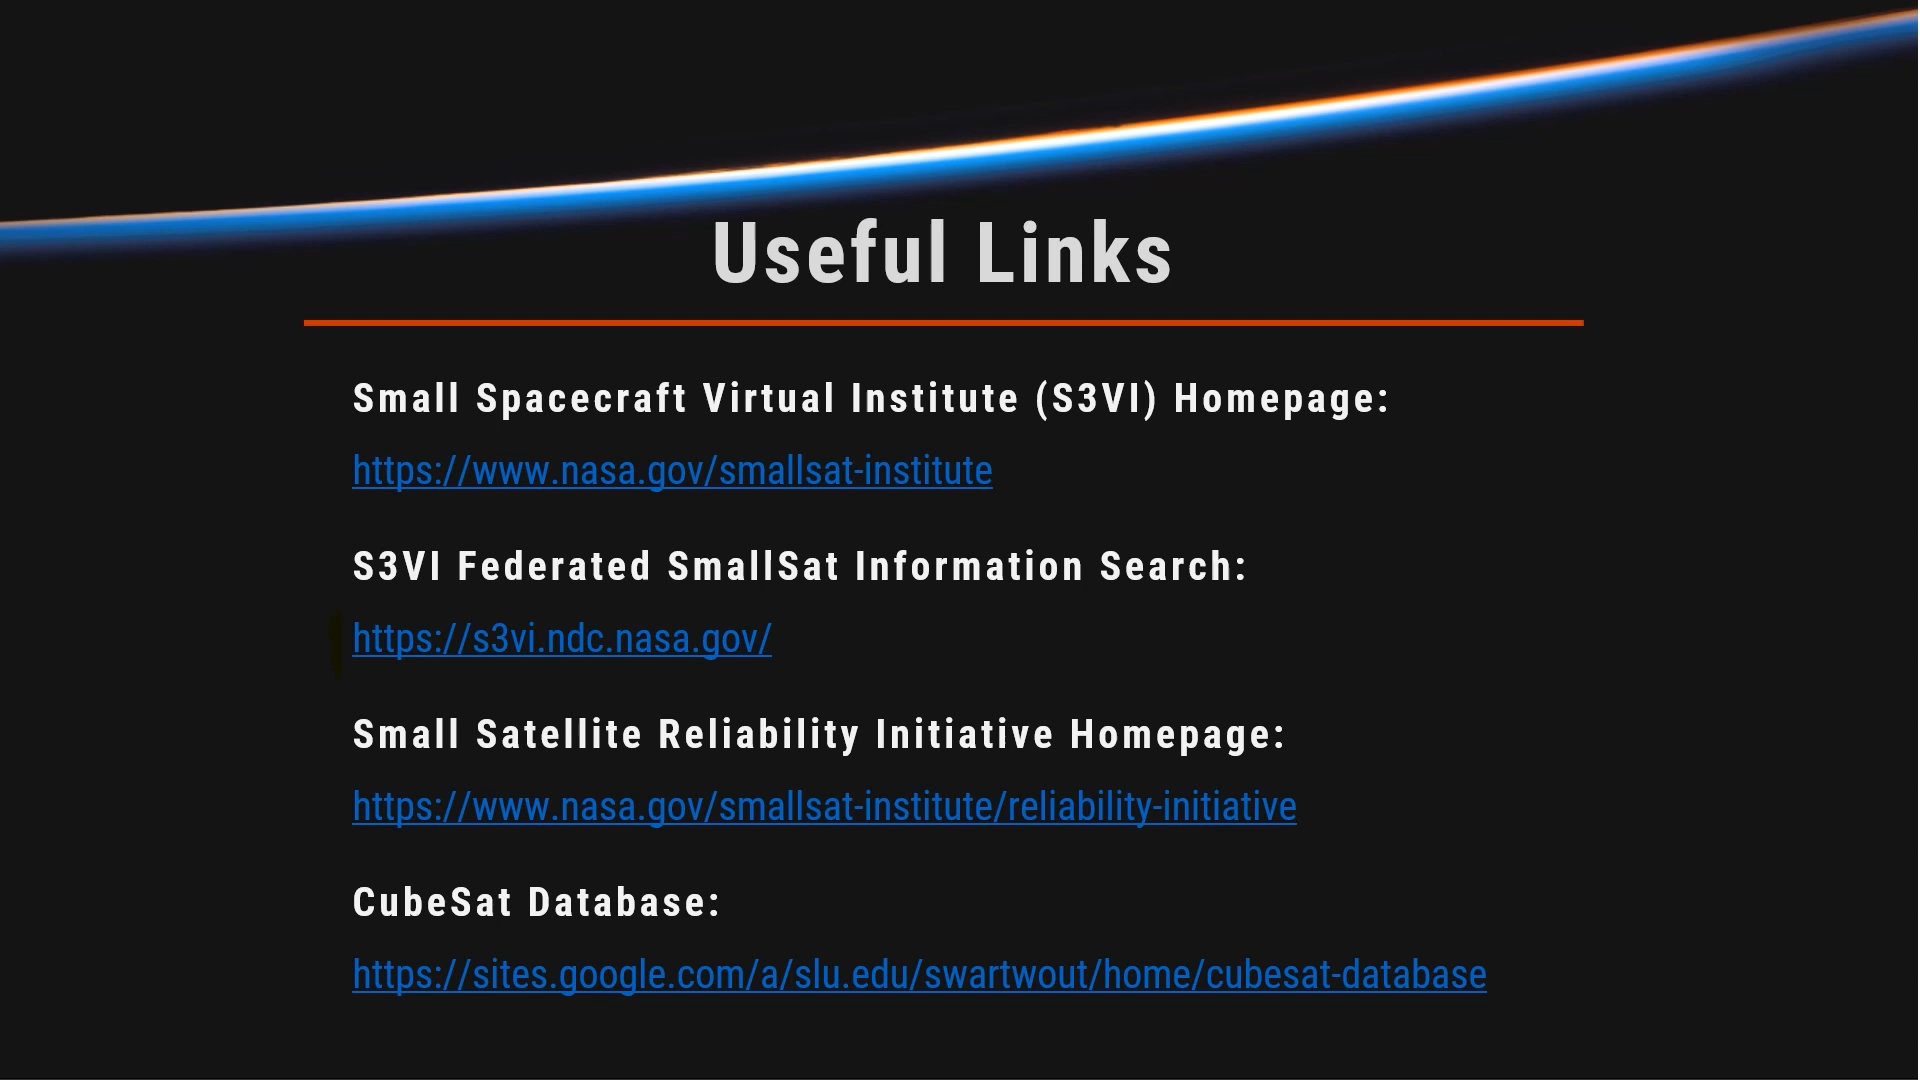 Useful Links
Small Spacecraft Virtual Institute (S3VI) Homepage:
https://www.nasa.gov/smallsat-institute
S3VI Federated SmallSat Information Search:
https://s3vi.ndc.nasa.gov/
Small Satellite Reliability Initiative Homepage:
https://www.nasa.gov/smallsat-institute/reliability-initiative
CubeSat Database:
https://sites.google.com/a/slu.edu/swartwout/home/cubesat-database